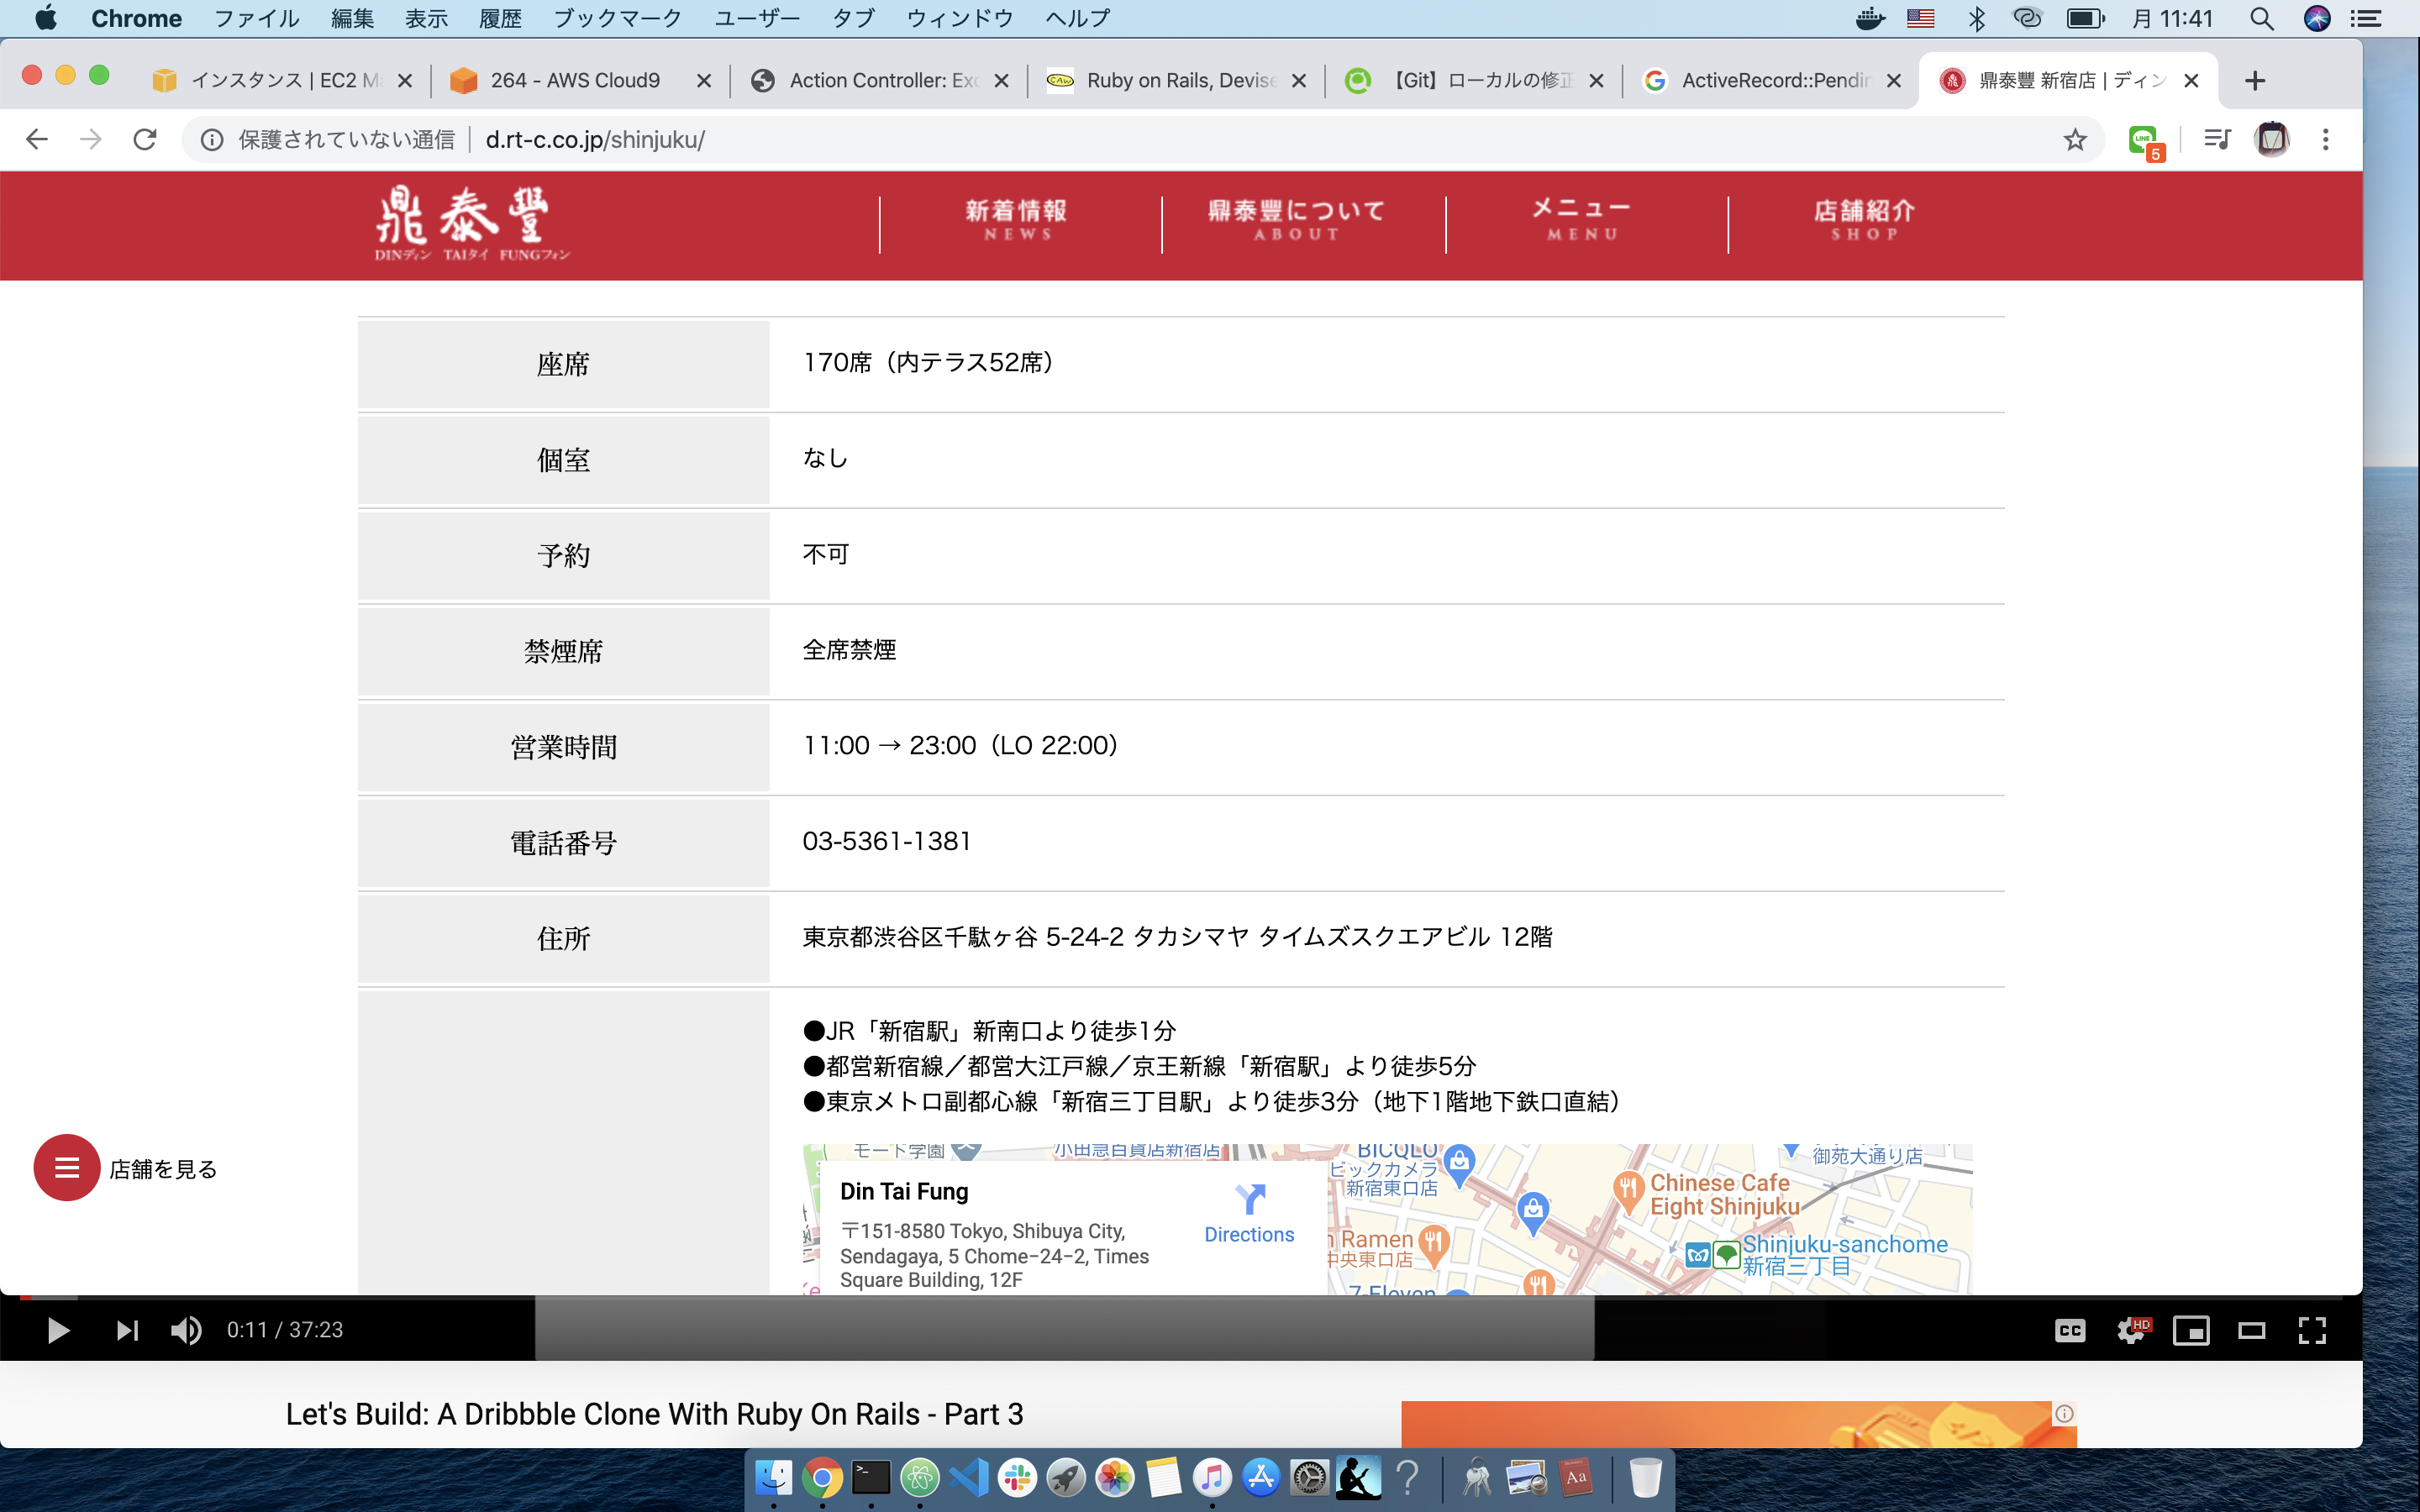 Chrome ファイル 編集 表示 履歴 ブックマーク ユーザー タブ ウィンドウ ヘルプ 月 11:41
インスタンス | EC2 Ma
264 - AWS Cloud9
Action Controller: Exc
Ruby on Rails, Devise
【Git】ローカルの修正
ActiveRecord::Pendin
鼎泰豐 新宿店 | ディン
保護されていない通信 d.rt-c.co.jp/shinjuku/
5
鼎泰豐
DINディン TAIタイ FUNGフォン
新着情報
NEWS
鼎泰豐について
ABOUT
メニュー
MENU
店舗紹介
SHOP
座席 170席（内テラス52席）
個室 なし
予約 不可
禁煙席 全席禁煙
営業時間 11:00 → 23:00（LO 22:00）
電話番号 03-5361-1381
住所 東京都渋谷区千駄ヶ谷 5-24-2 タカシマヤ タイムズスクエアビル 12階
●JR「新宿駅」新南口より徒歩1分
●都営新宿線／都営大江戸線／京王新線「新宿駅」より徒歩5分
●東京メトロ副都心線「新宿三丁目駅」より徒歩3分（地下1階地下鉄口直結）
店舗を見る
モード学園
小田急百貨店新宿店
BICQLO
ビックカメラ
新宿東口店
御苑大通り店
Chinese Cafe
Eight Shinjuku
Din Tai Fung
〒151-8580 Tokyo, Shibuya City,
Sendagaya, 5 Chome−24−2, Times
Square Building, 12F
Directions
Ramen
中央東口店
Shinjuku-sanchome
新宿三丁目
7-Eleven
0:11 / 37:23
CC
HD
Let's Build: A Dribbble Clone With Ruby On Rails - Part 3
Aa